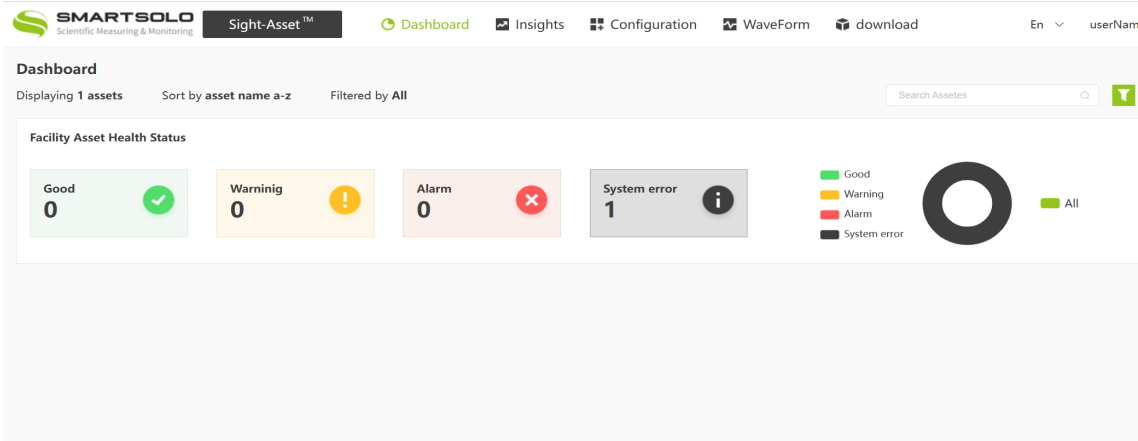 SMARTSOLO
Scientific Measuring & Monitoring
Sight-Asset™
Dashboard
Insights
Configuration
WaveForm
download
En
userNam
Dashboard
Displaying 1 assets
Sort by asset name a-z
Filtered by All
Search Assetes
Facility Asset Health Status
Good
0
Warninig
0
Alarm
0
System error
1
Good
Warning
Alarm
System error
All